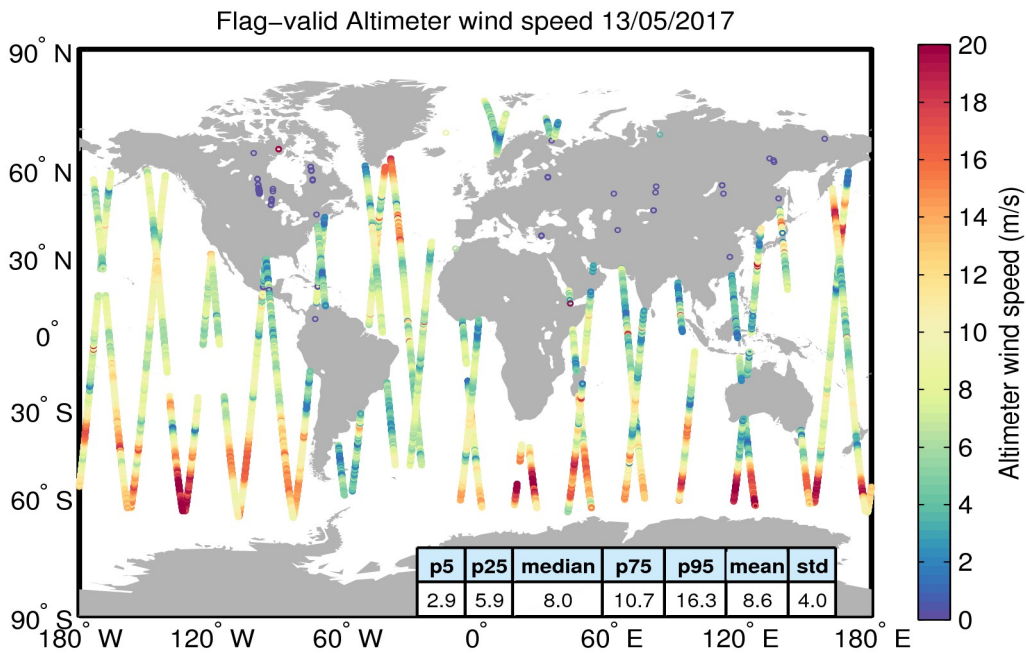 Flag−valid Altimeter wind speed 13/05/2017
90° N
60° N
30° N
0°
30° S
60° S
90° S
180° W
120° W
60° W
0°
60° E
120° E
180° E
p5 p25 median p75 p95 mean std
2.9 5.9 8.0 10.7 16.3 8.6 4.0
20
18
16
14
12
10
8
6
4
2
0
Altimeter wind speed (m/s)